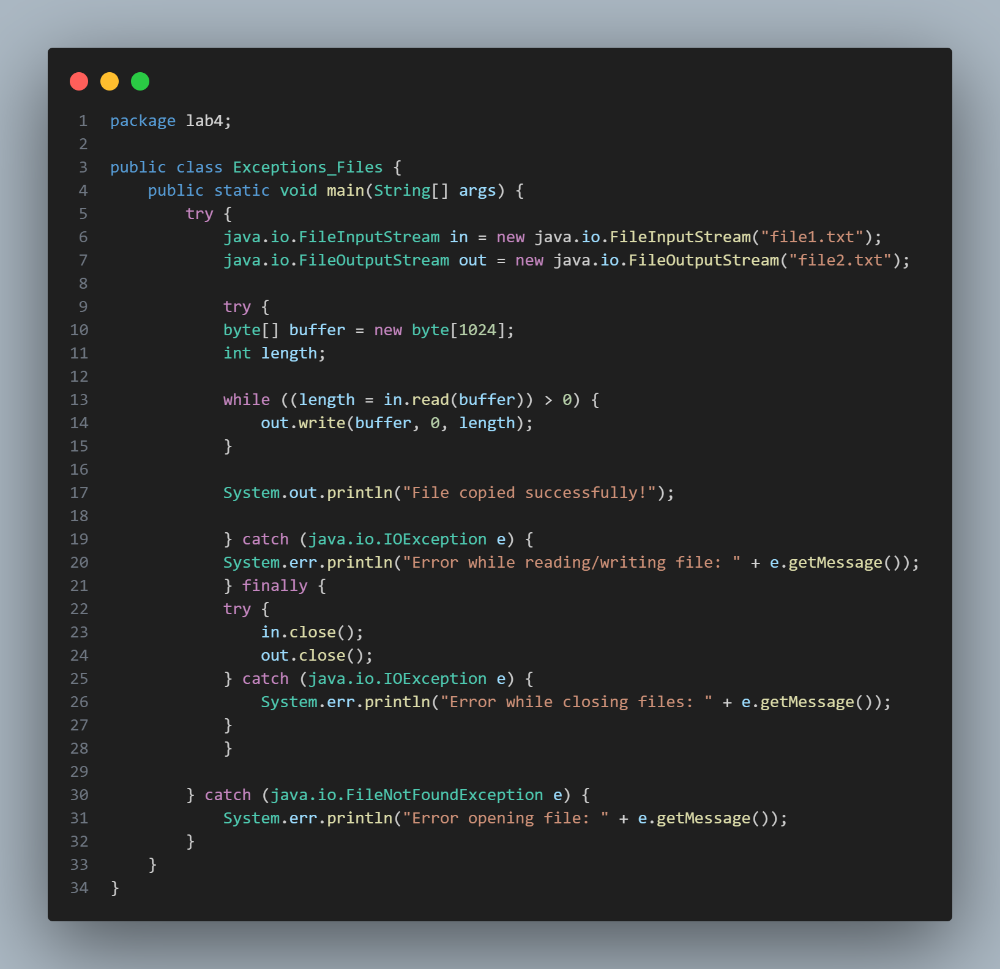 1 package lab4;
2
3 public class Exceptions_Files {
4     public static void main(String[] args) {
5         try {
6             java.io.FileInputStream in = new java.io.FileInputStream("file1.txt");
7             java.io.FileOutputStream out = new java.io.FileOutputStream("file2.txt");
8
9             try {
10             byte[] buffer = new byte[1024];
11             int length;
12
13             while ((length = in.read(buffer)) > 0) {
14                 out.write(buffer, 0, length);
15             }
16
17             System.out.println("File copied successfully!");
18
19             } catch (java.io.IOException e) {
20             System.err.println("Error while reading/writing file: " + e.getMessage());
21             } finally {
22             try {
23                 in.close();
24                 out.close();
25             } catch (java.io.IOException e) {
26                 System.err.println("Error while closing files: " + e.getMessage());
27             }
28             }
29
30         } catch (java.io.FileNotFoundException e) {
31             System.err.println("Error opening file: " + e.getMessage());
32         }
33     }
34 }